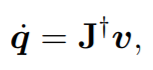 q̇ = J†v,